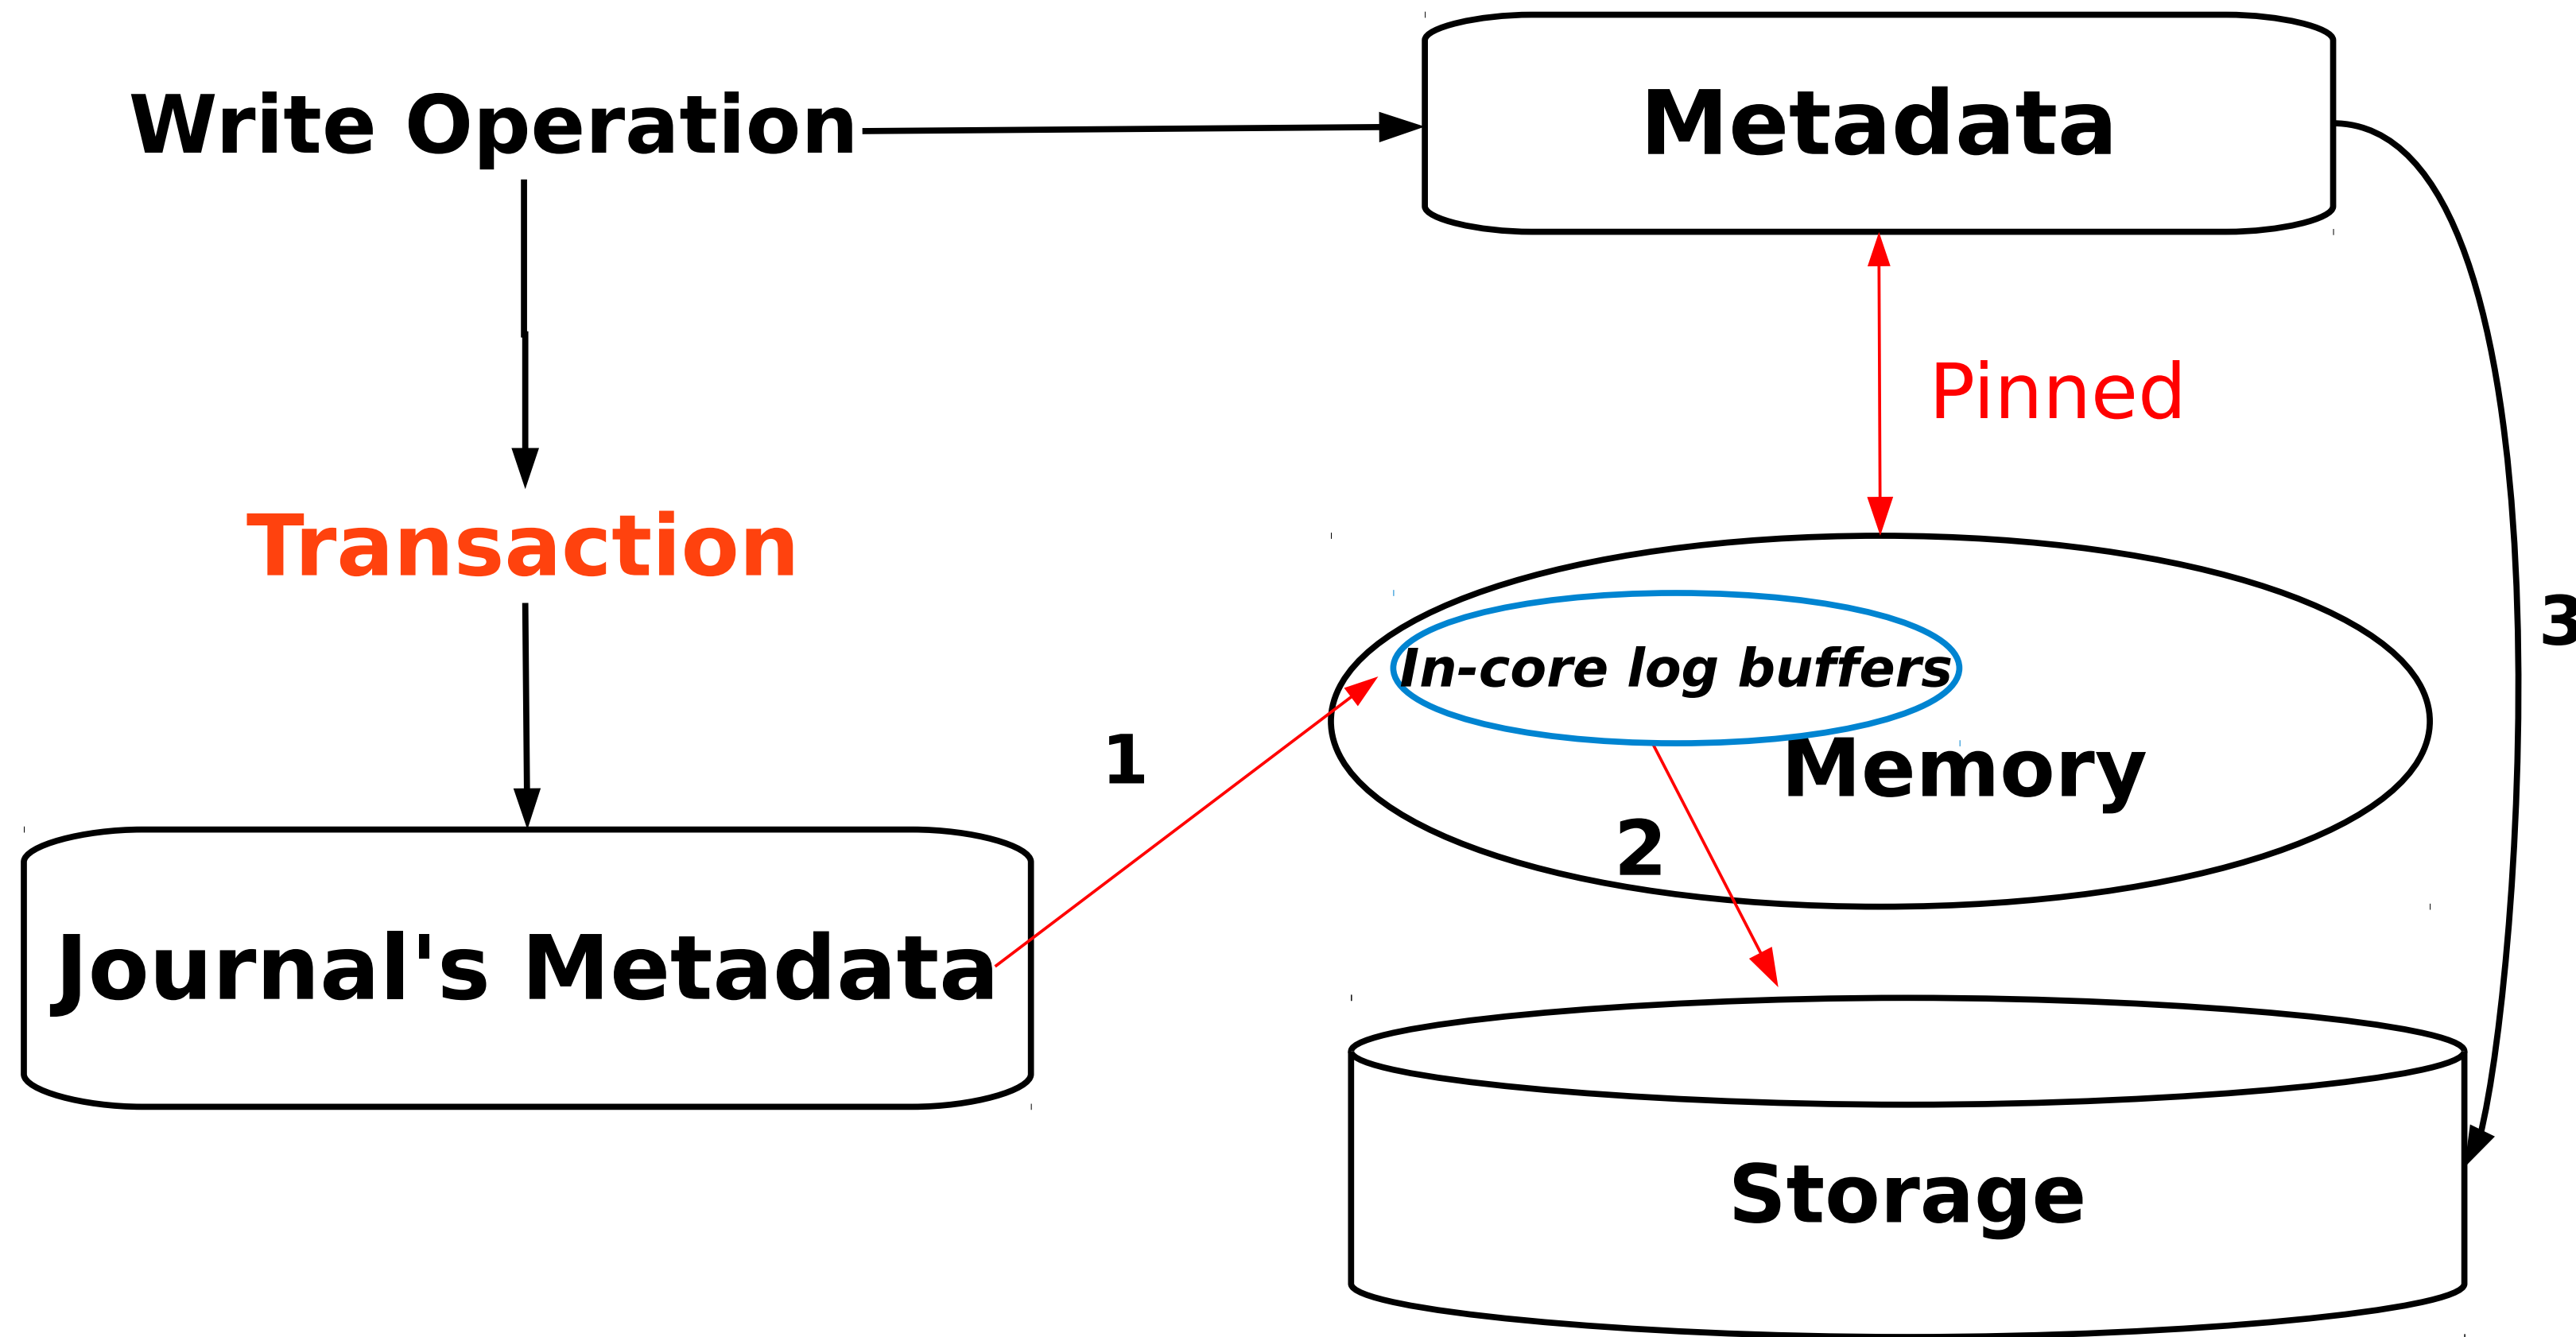 Write Operation
Metadata
Pinned
Transaction
3
In-core log buffers
1
Memory
2
Journal's Metadata
Storage